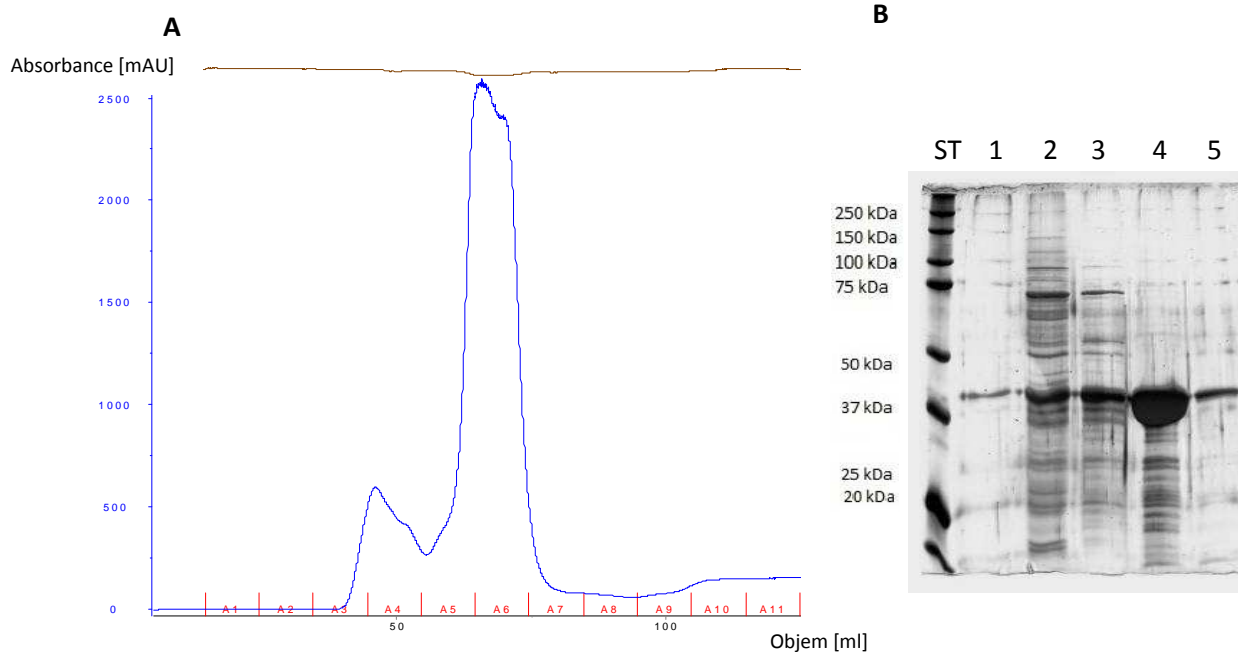 A
Absorbance [mAU]
2500
2000
1500
1000
500
0
A1 A2 A3 A4 A5 A6 A7 A8 A9 A10 A11
50 100
Objem [ml]
B
ST 1 2 3 4 5
250 kDa
150 kDa
100 kDa
75 kDa
50 kDa
37 kDa
25 kDa
20 kDa